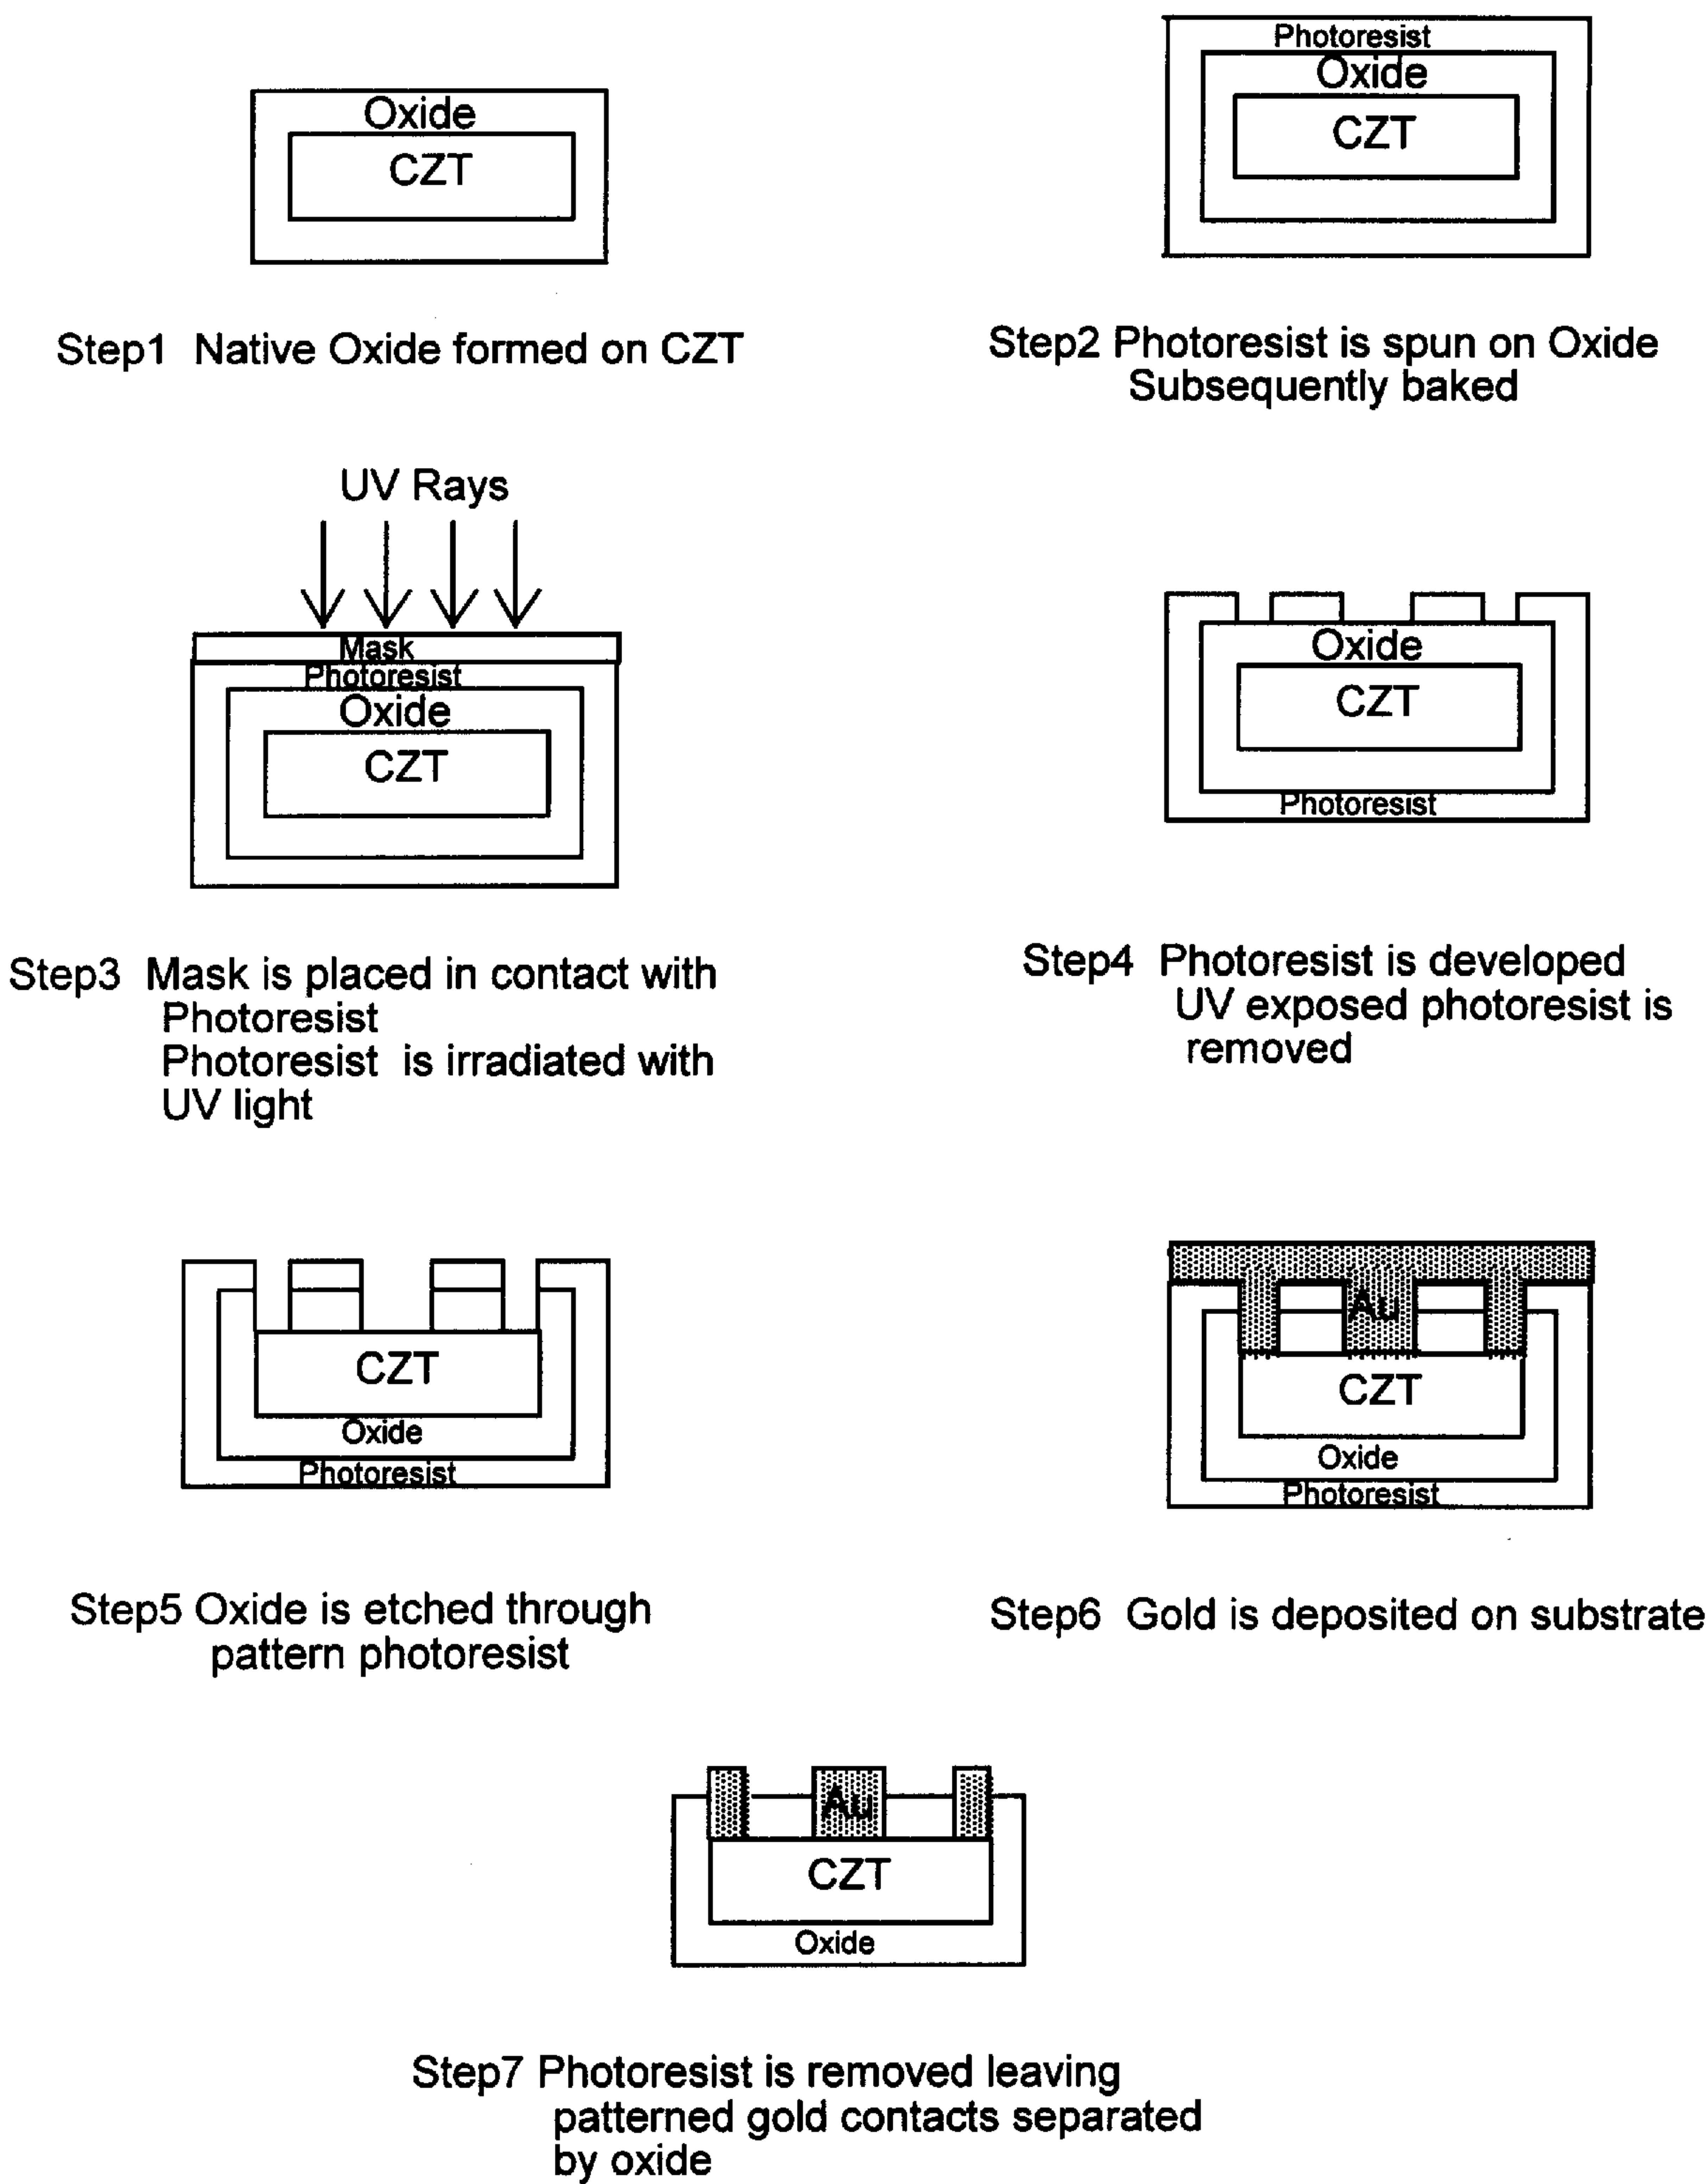 Oxide
CZT
Step1 Native Oxide formed on CZT
Photoresist
Oxide
CZT
Step2 Photoresist is spun on Oxide
Subsequently baked
UV Rays
Mask
Photoresist
Oxide
CZT
Step3 Mask is placed in contact with
Photoresist
Photoresist is irradiated with
UV light
Oxide
CZT
Photoresist
Step4 Photoresist is developed
UV exposed photoresist is
removed
CZT
Oxide
Photoresist
Step5 Oxide is etched through
pattern photoresist
Au
CZT
Oxide
Photoresist
Step6 Gold is deposited on substrate
Au
CZT
Oxide
Step7 Photoresist is removed leaving
patterned gold contacts separated
by oxide